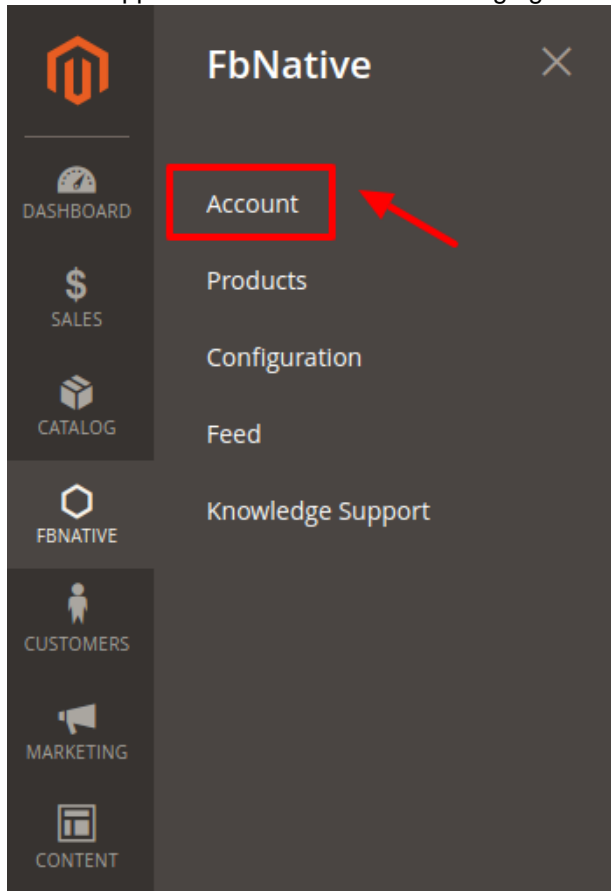 FbNative
DASHBOARD
Account
Products
$
SALES
Configuration
CATALOG
Feed
FBNATIVE
Knowledge Support
CUSTOMERS
MARKETING
CONTENT